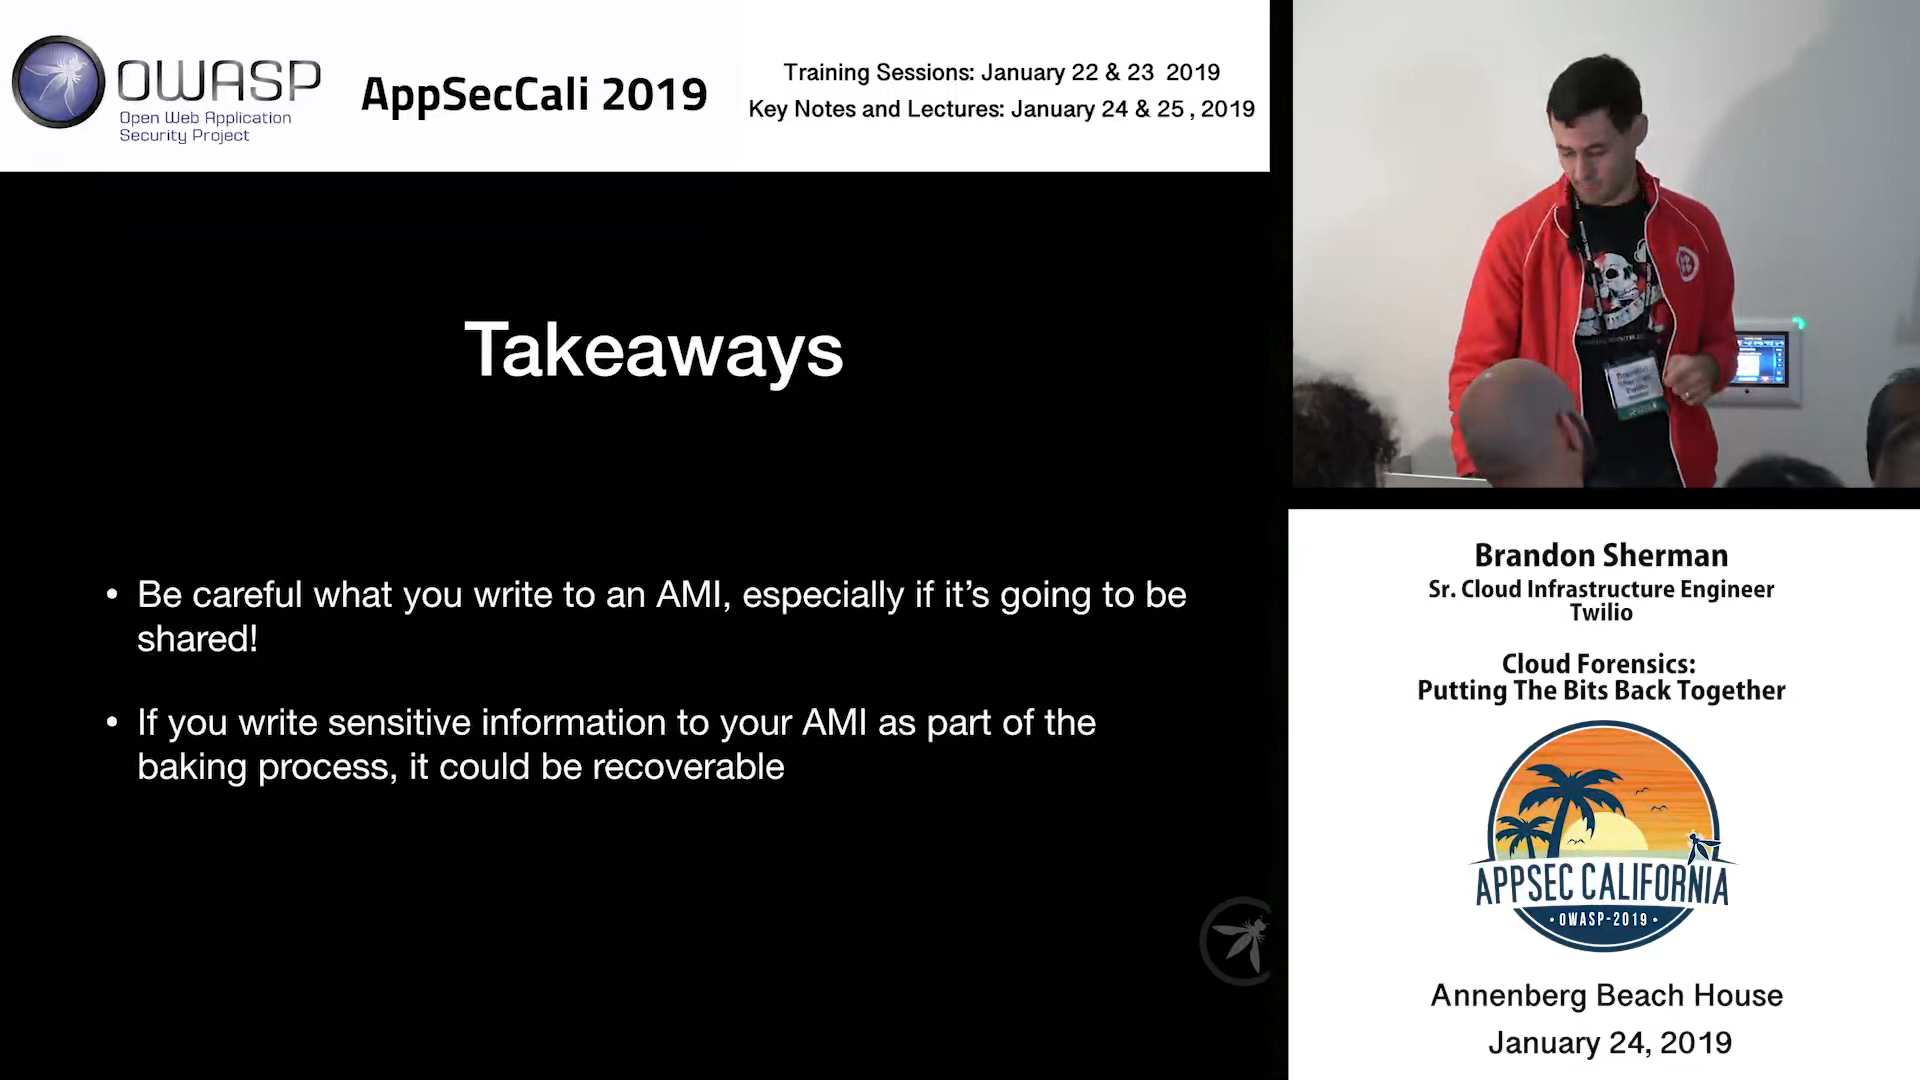 OWASP
Open Web Application
Security Project
AppSecCali 2019
Training Sessions: January 22 & 23 2019
Key Notes and Lectures: January 24 & 25 , 2019
Takeaways
• Be careful what you write to an AMI, especially if it’s going to be
shared!
• If you write sensitive information to your AMI as part of the
baking process, it could be recoverable
Brandon
Sherman
Twilio
Brandon Sherman
Sr. Cloud Infrastructure Engineer
Twilio
Cloud Forensics:
Putting The Bits Back Together
APPSEC CALIFORNIA
• OWASP-2019 •
Annenberg Beach House
January 24, 2019